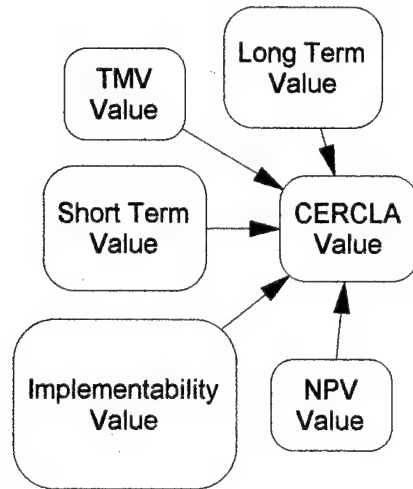 TMV
Value
Long Term
Value
Short Term
Value
CERCLA
Value
Implementability
Value
NPV
Value